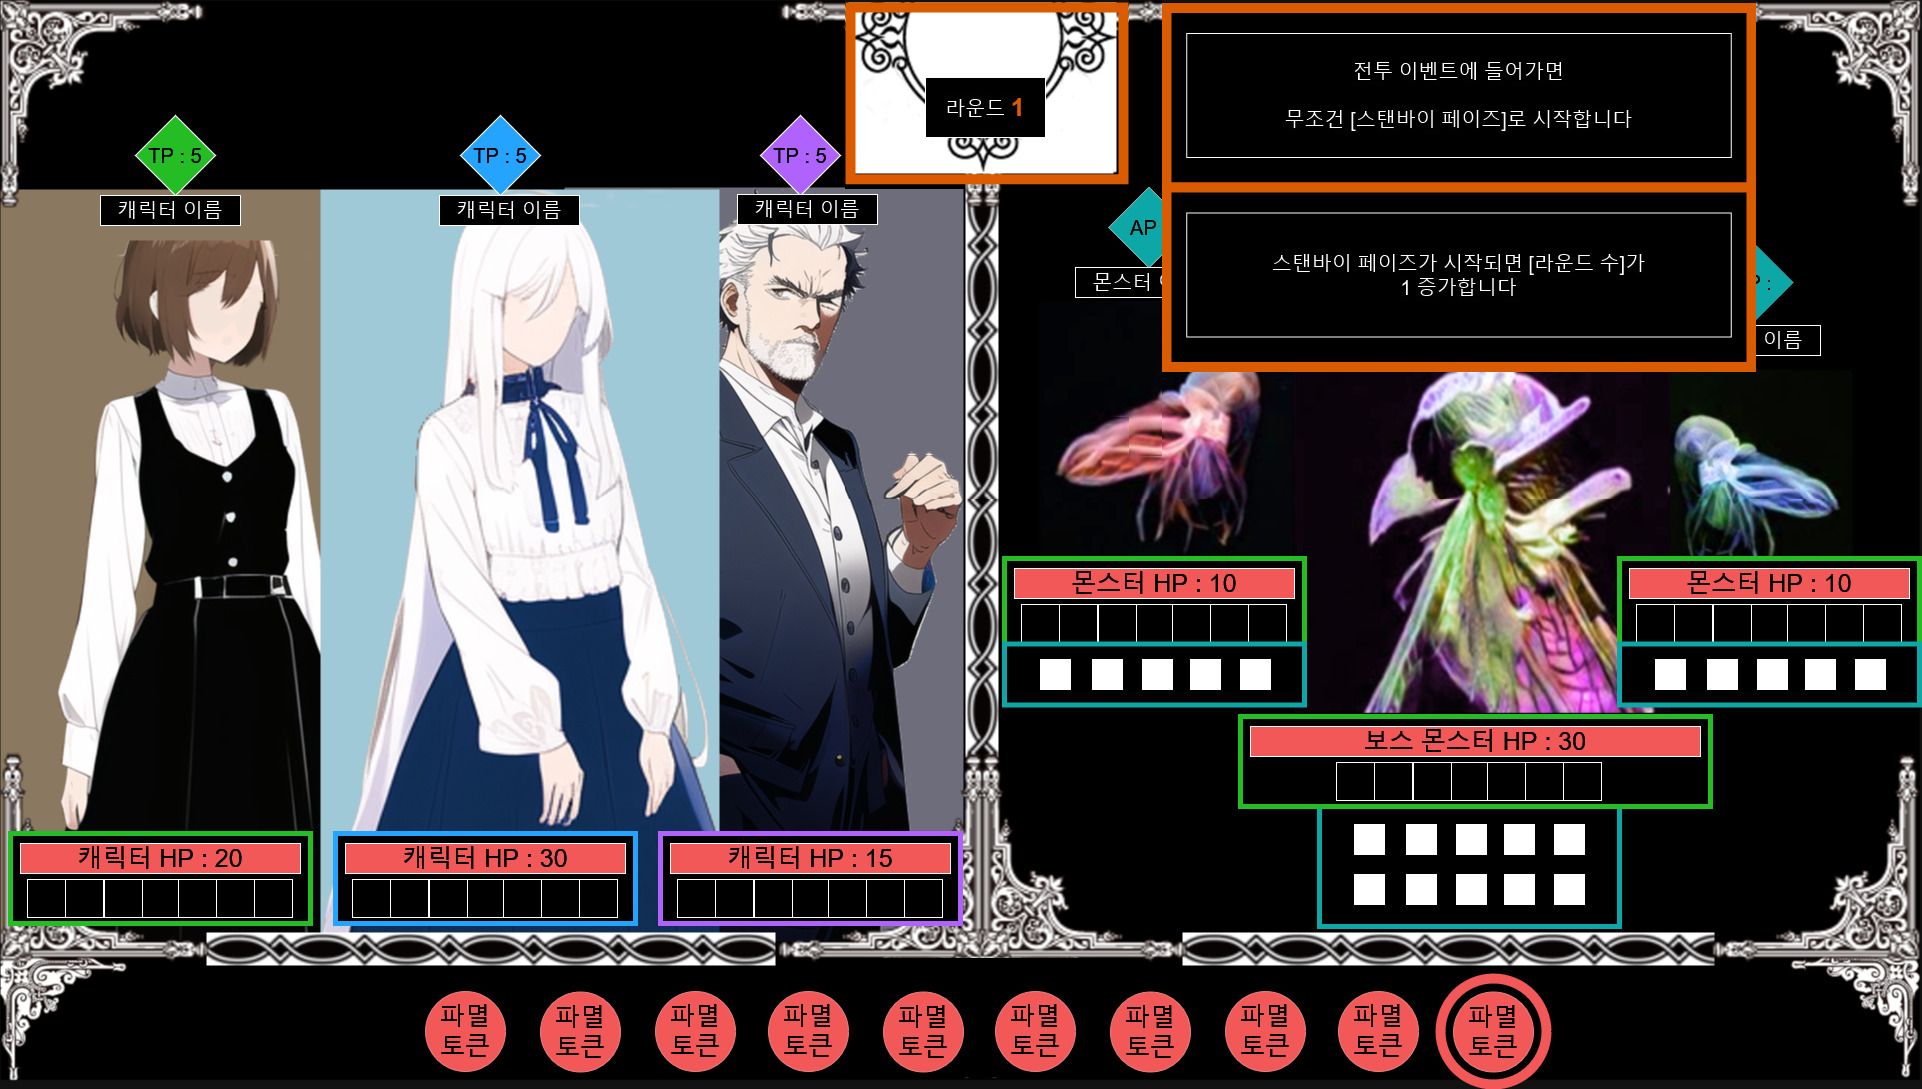 라운드 1
전투 이벤트에 들어가면
무조건 [스탠바이 페이즈]로 시작합니다
스탠바이 페이즈가 시작되면 [라운드 수]가
1 증가합니다
TP : 5
TP : 5
TP : 5
캐릭터 이름
캐릭터 이름
캐릭터 이름
AP
몬스터
:
이름
몬스터 HP : 10
몬스터 HP : 10
보스 몬스터 HP : 30
캐릭터 HP : 20
캐릭터 HP : 30
캐릭터 HP : 15
파멸
토큰
파멸
토큰
파멸
토큰
파멸
토큰
파멸
토큰
파멸
토큰
파멸
토큰
파멸
토큰
파멸
토큰
파멸
토큰